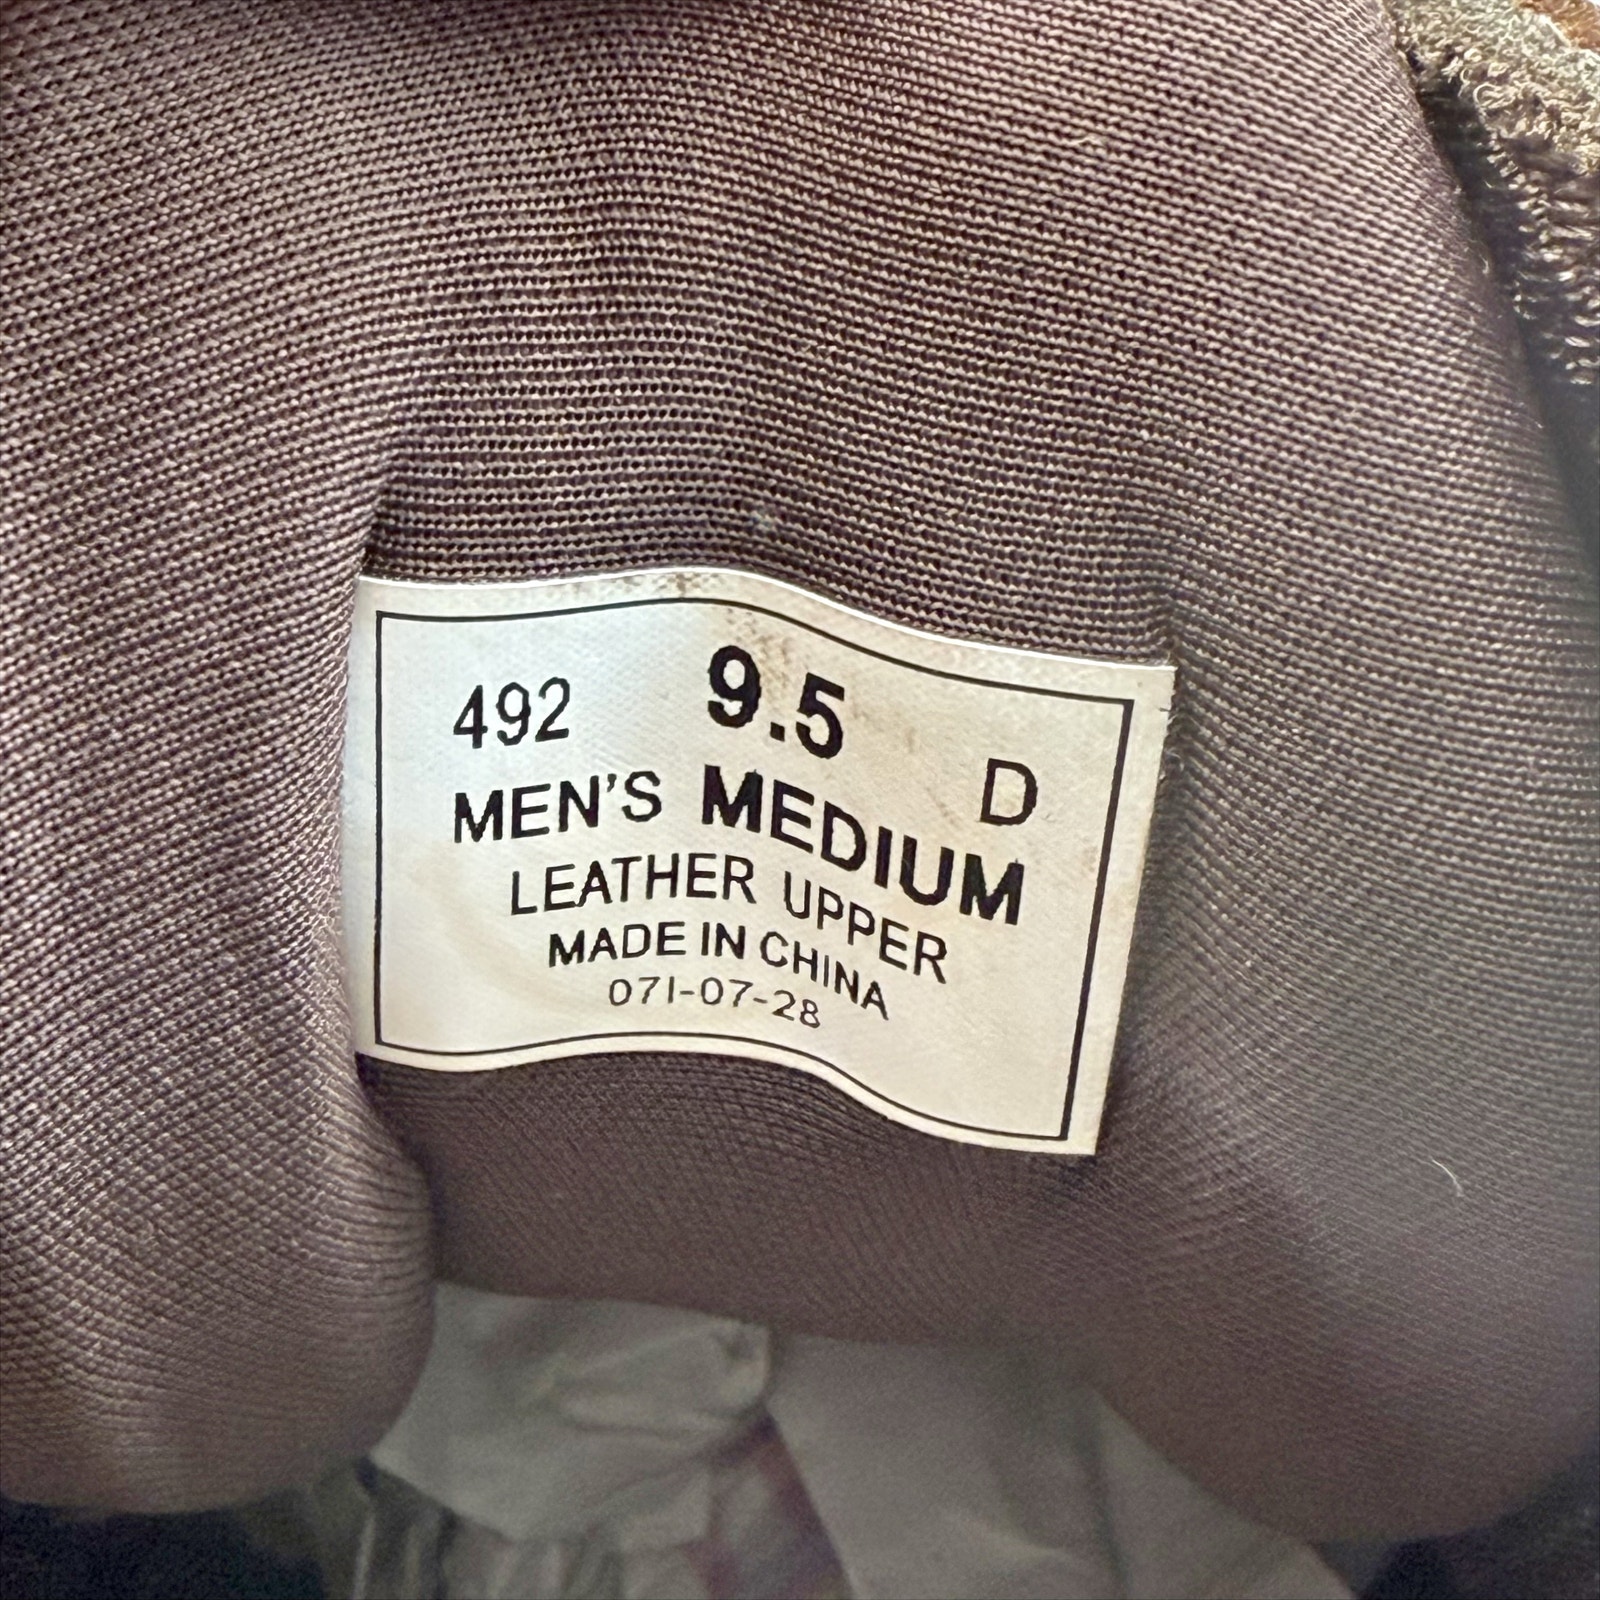 492 9.5 D
MEN'S MEDIUM
LEATHER UPPER
MADE IN CHINA
071-07-28